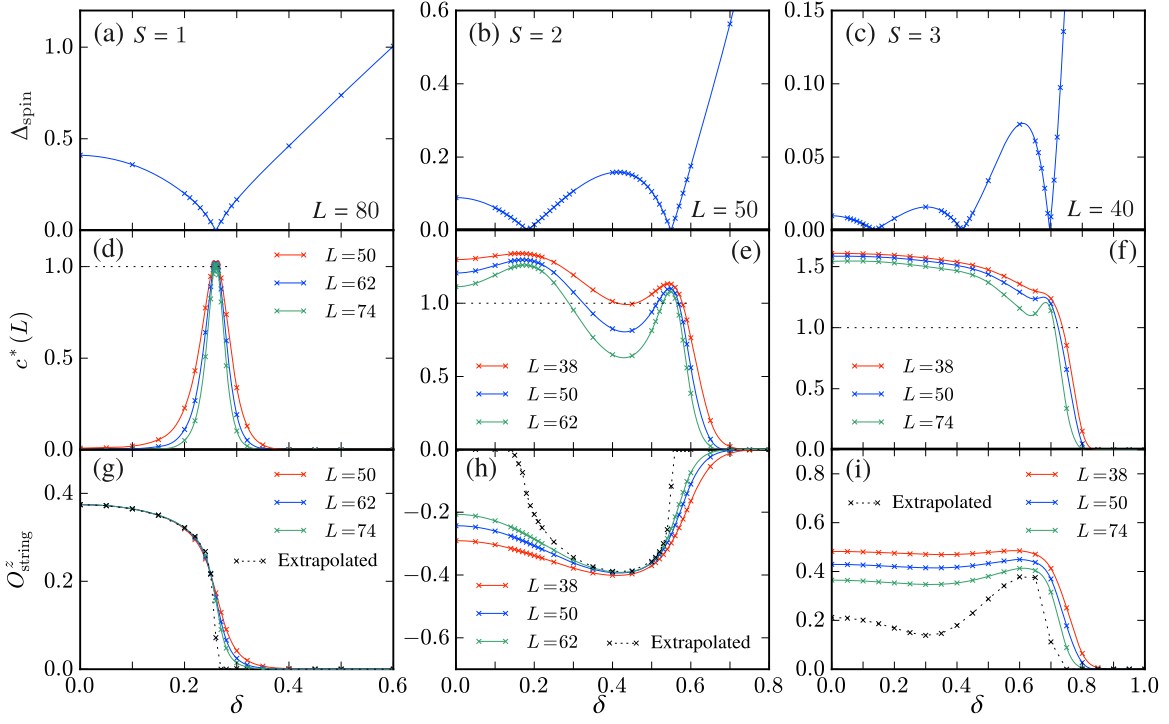 (a) S = 1
Δspin
1.0
0.5
0.0
L = 80
(b) S = 2
0.6
0.4
0.2
0.0
L = 50
(c) S = 3
0.15
0.10
0.05
0.00
L = 40
(d)
c*(L)
1.0
0.5
0.0
L=50
L=62
L=74
(e)
1.0
0.5
L=38
L=50
L=62
(f)
1.5
1.0
0.5
L=38
L=50
L=74
(g)
O^z_string
0.4
0.2
0.0
L=50
L=62
L=74
Extrapolated
0.0 0.2 0.4 0.6
δ
(h)
−0.2
−0.4
−0.6
L=38
L=50
L=62
Extrapolated
0.0 0.2 0.4 0.6 0.8
δ
(i)
0.8
0.6
0.4
0.2
0.0
Extrapolated
L=38
L=50
L=74
0.0 0.2 0.4 0.6 0.8 1.0
δ